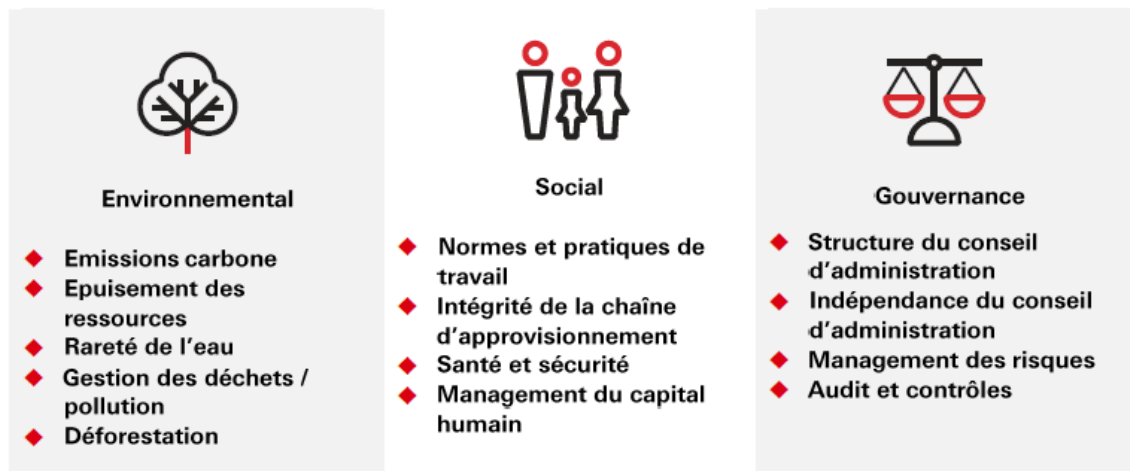 Environnemental
Emissions carbone
Epuisement des
ressources
Rareté de l'eau
Gestion des déchets /
pollution
Déforestation
Social
Normes et pratiques de
travail
Intégrité de la chaîne
d'approvisionnement
Santé et sécurité
Management du capital
humain
Gouvernance
Structure du conseil
d'administration
Indépendance du conseil
d'administration
Management des risques
Audit et contrôles